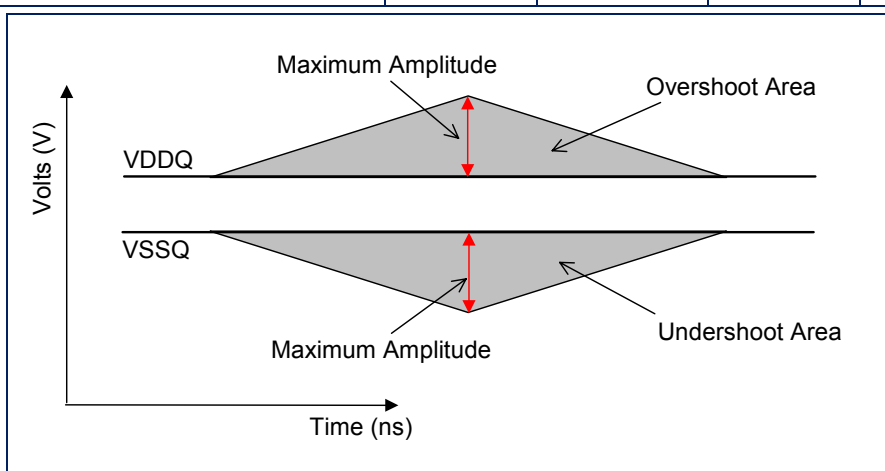 Maximum Amplitude
Overshoot Area
Volts (V)
VDDQ
VSSQ
Undershoot Area
Maximum Amplitude
Time (ns)